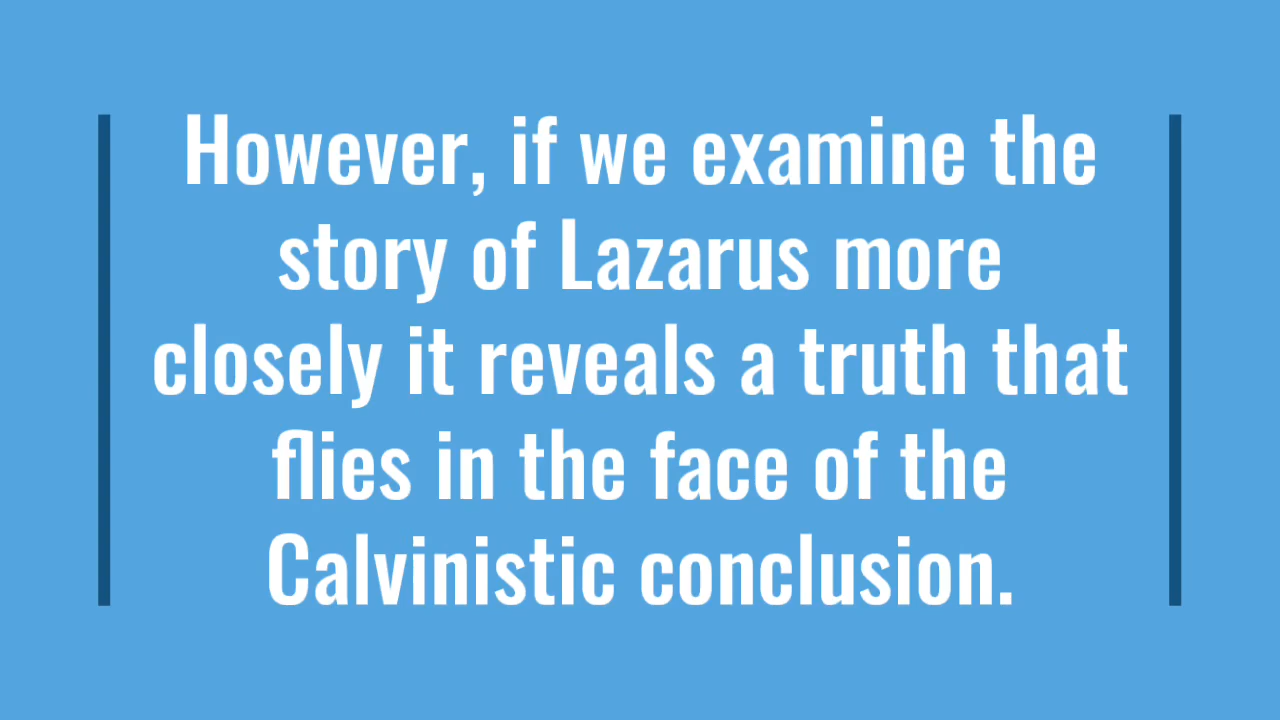 However, if we examine the
story of Lazarus more
closely it reveals a truth that
flies in the face of the
Calvinistic conclusion.